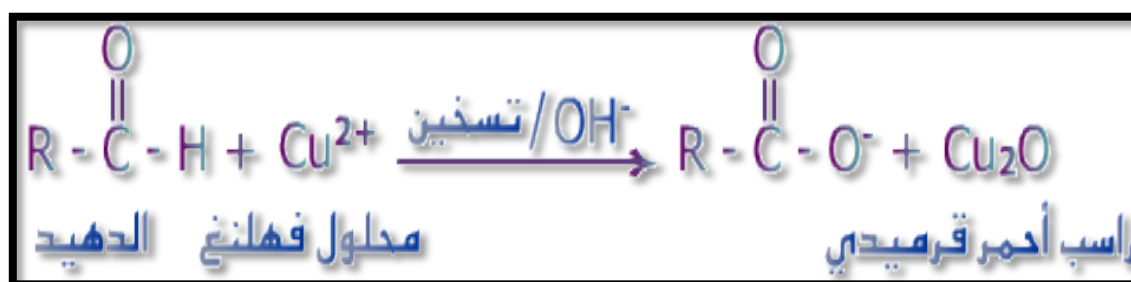 O O
R - C - H + Cu²⁺ تسخين/OH⁻ R - C - O⁻ + Cu₂O
الدهيد محلول فهلنغ راسب أحمر قرميدي